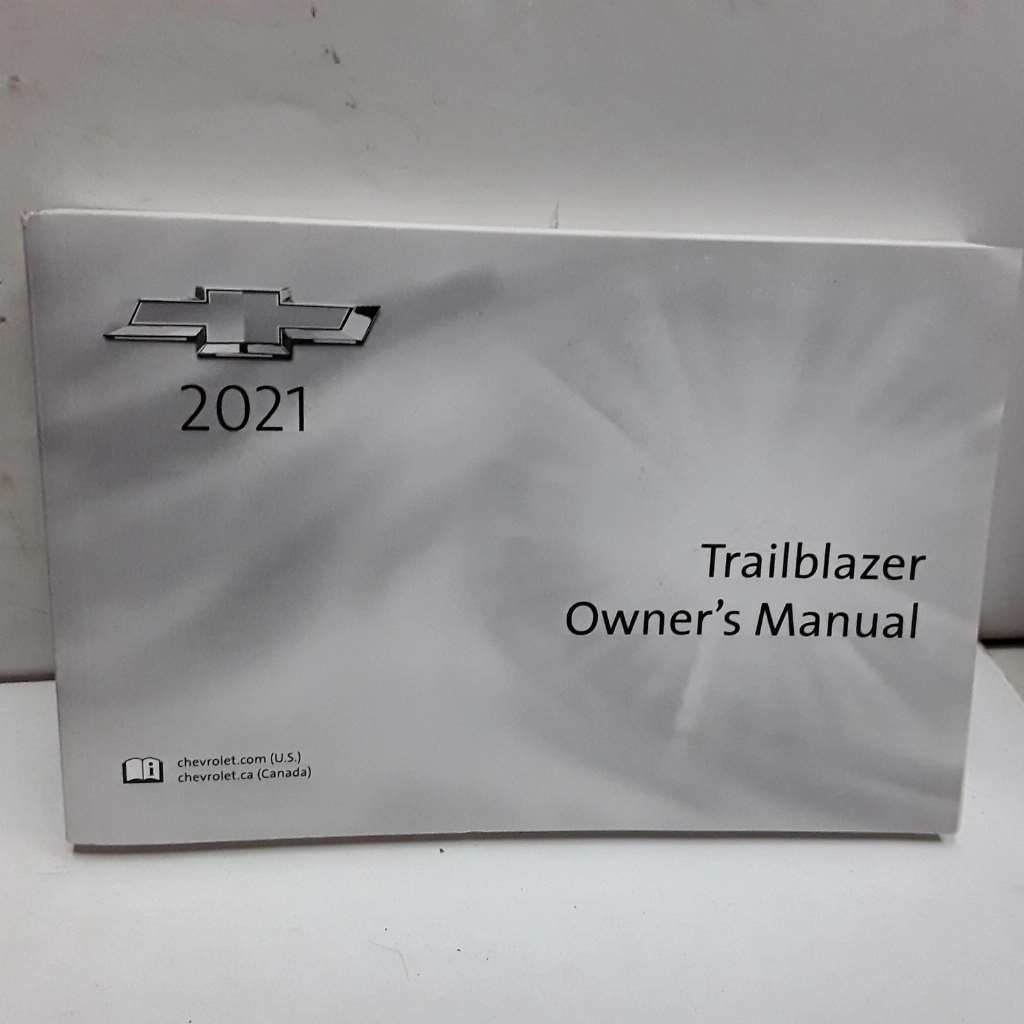 2021
Trailblazer
Owner's Manual
chevrolet.com (U.S.)
chevrolet.ca (Canada)